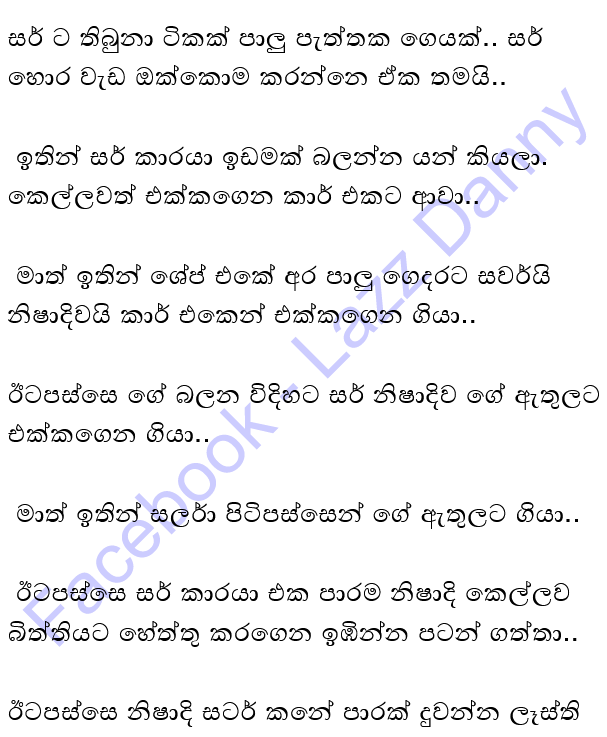 සර් ට තිබුනා ටිකක් පාලු පැත්තක ගෙයක්.. සර්
හොර වැඩ ඔක්කොම කරන්නෙ ඒක තමයි..
ඉතින් සර් කාරයා ඉඩමක් බලන්න යන් කියලා.
කෙල්ලවත් එක්කගෙන කාර් එකට ආවා..
මාත් ඉතින් ශේප් එකේ අර පාලු ගෙදරට සවර්යි
නිෂාදිවයි කාර් එකෙන් එක්කගෙන ගියා..
ඊටපස්සෙ ගේ බලන විදිහට සර් නිෂාදිව ගේ ඇතුලට
එක්කගෙන ගියා..
මාත් ඉතින් සලර්ා පිටිපස්සෙන් ගේ ඇතුලට ගියා..
ඊටපස්සෙ සර් කාරයා එක පාරම නිෂාදි කෙල්ලව
බිත්තියට හේත්තු කරගෙන ඉඹින්න පටන් ගත්තා..
ඊටපස්සෙ නිෂාදි සටර් කනේ පාරක් දුවන්න ලෑස්ති
Facebook - Lazz Danny